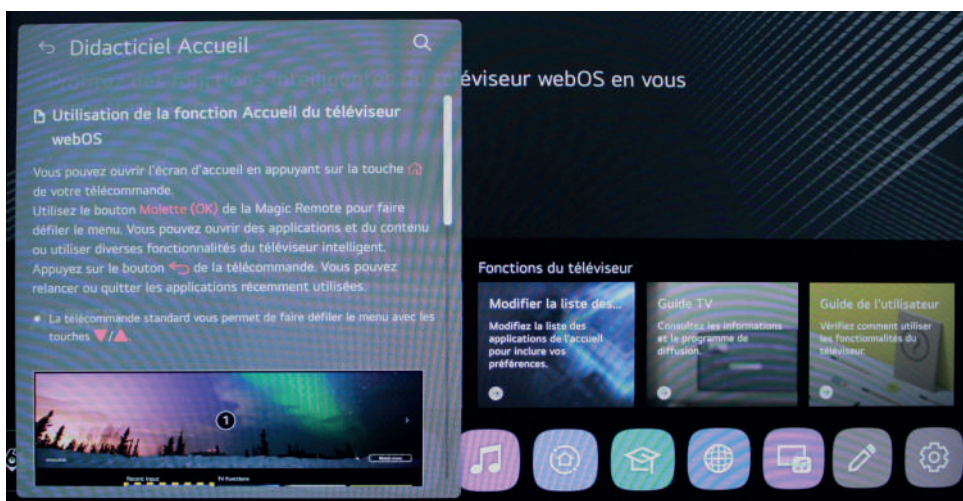 Didacticiel Accueil
Profitez des fonctions intelligentes du téléviseur webOS en vous
Utilisation de la fonction Accueil du téléviseur
webOS
Vous pouvez ouvrir l'écran d'accueil en appuyant sur la touche
de votre télécommande.
Utilisez le bouton Molette (OK) de la Magic Remote pour faire
défiler le menu. Vous pouvez ouvrir des applications et du contenu
ou utiliser diverses fonctionnalités du téléviseur intelligent.
Appuyez sur le bouton de la télécommande. Vous pouvez
relancer ou quitter les applications récemment utilisées.
La télécommande standard vous permet de faire défiler le menu avec les
touches ▼/▲.
1
Recent Input
TV Functions
Fonctions du téléviseur
Modifier la liste des...
Modifiez la liste des
applications de l'accueil
pour inclure vos
préférences.
Guide TV
Consultez les informations
et le programme de
diffusion.
Guide de l'utilisateur
Vérifiez comment utiliser
les fonctionnalités du
téléviseur.